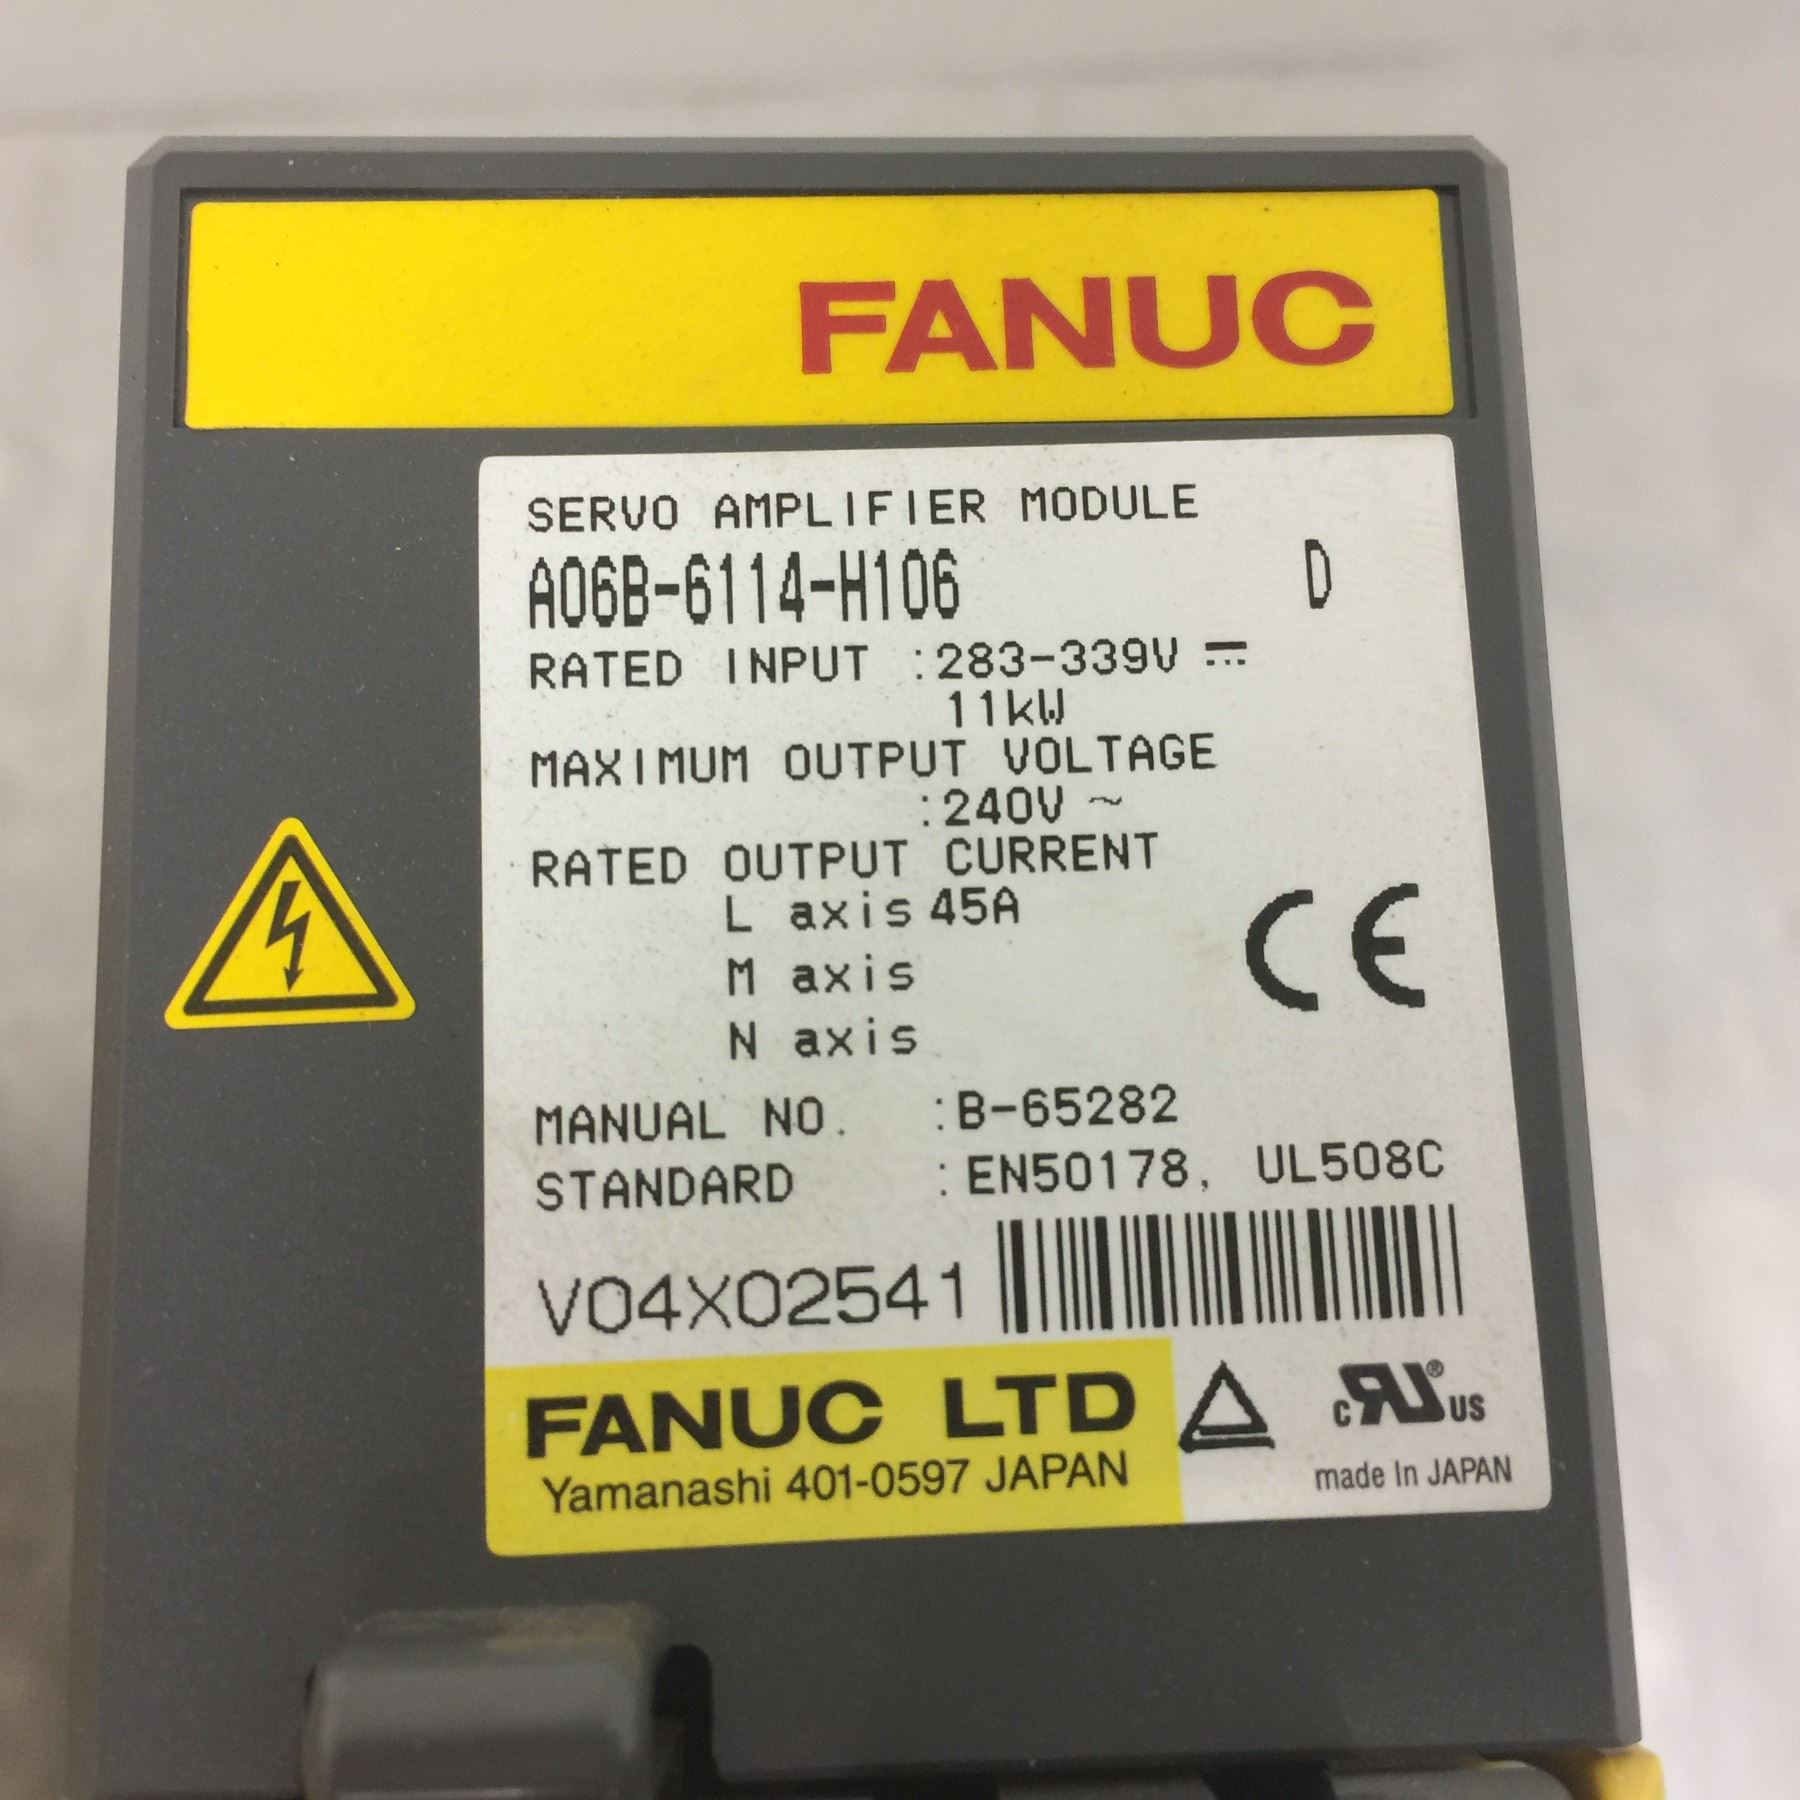 FANUC
SERVO AMPLIFIER MODULE
A06B-6114-H106 D
RATED INPUT :283-339V ⎓
11kW
MAXIMUM OUTPUT VOLTAGE
:240V ~
RATED OUTPUT CURRENT
L axis 45A
M axis
N axis
CE
MANUAL NO. :B-65282
STANDARD :EN50178, UL508C
V04X02541
FANUC LTD
Yamanashi 401-0597 JAPAN
c RU ® US
made In JAPAN